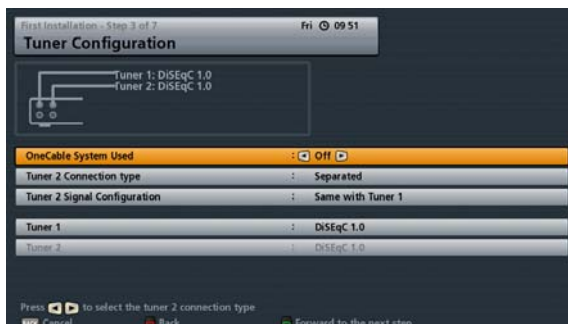 First Installation - Step 3 of 7
Fri 09 51
Tuner Configuration
Tuner 1: DiSEqC 1.0
Tuner 2: DiSEqC 1.0
OneCable System Used : Off
Tuner 2 Connection type : Separated
Tuner 2 Signal Configuration : Same with Tuner 1
Tuner 1 : DiSEqC 1.0
Tuner 2 : DiSEqC 1.0
Press to select the tuner 2 connection type
Cancel Back Forward to the next step